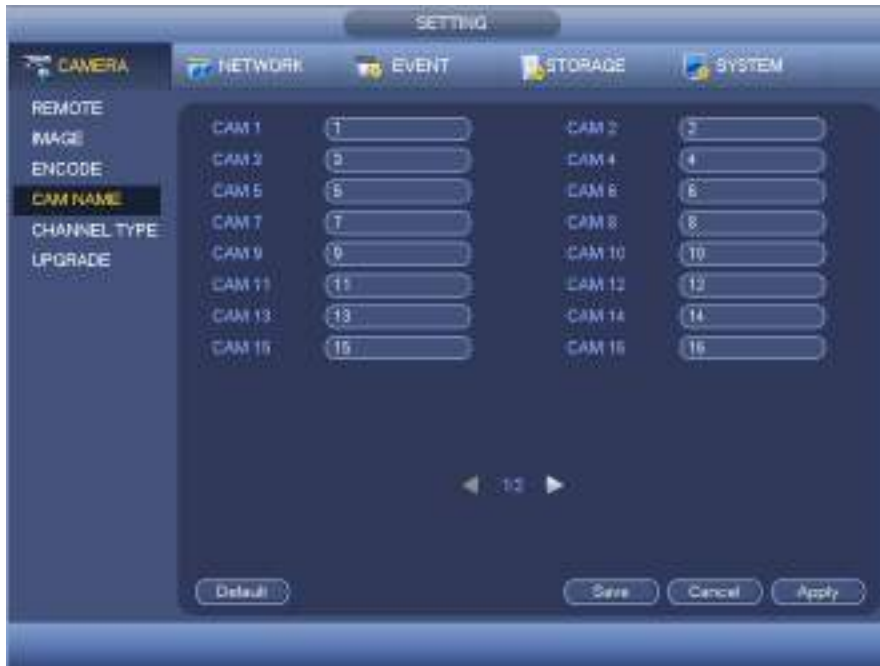 SETTING
CAMERA NETWORK EVENT STORAGE SYSTEM
REMOTE
IMAGE
ENCODE
CAM NAME
CHANNEL TYPE
UPGRADE
CAM 1 1 CAM 2 2
CAM 3 3 CAM 4 4
CAM 5 5 CAM 6 6
CAM 7 7 CAM 8 8
CAM 9 9 CAM 10 10
CAM 11 11 CAM 12 12
CAM 13 13 CAM 14 14
CAM 15 15 CAM 16 16
1/2
Default Save Cancel Apply